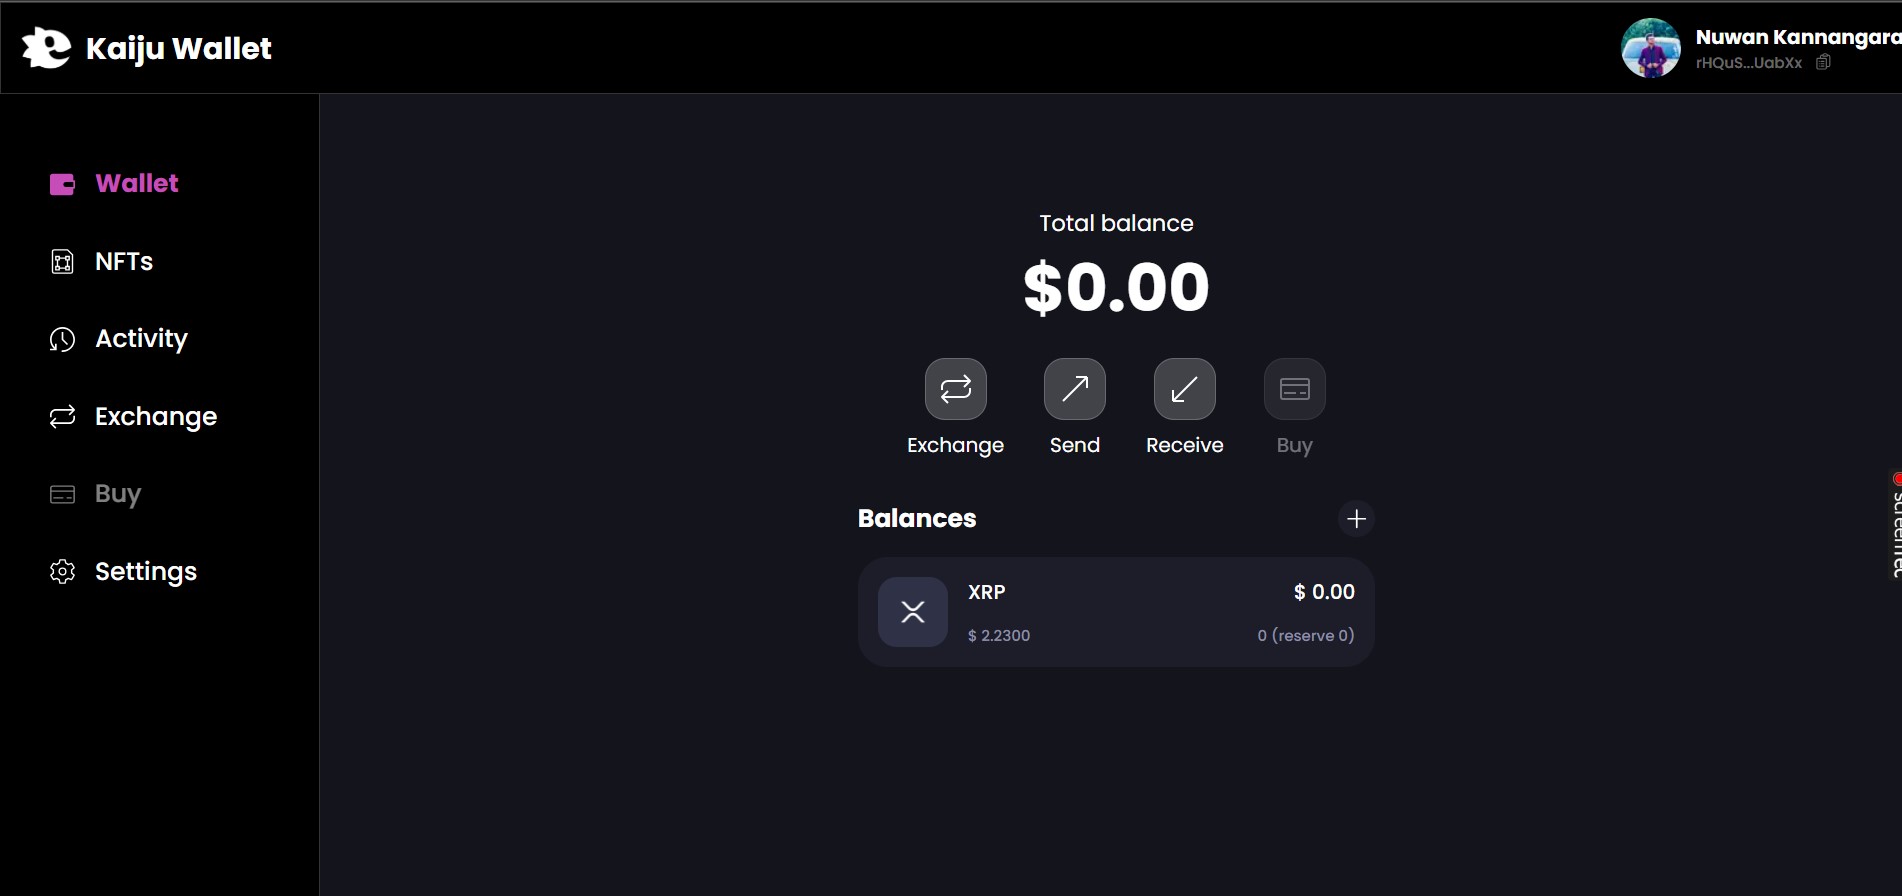 Kaiju Wallet
Nuwan Kannangara
rHQuS...UabXx
Wallet
NFTs
Activity
Exchange
Buy
Settings
Total balance
$0.00
Exchange
Send
Receive
Buy
Balances
XRP
$ 0.00
$ 2.2300
0 (reserve 0)